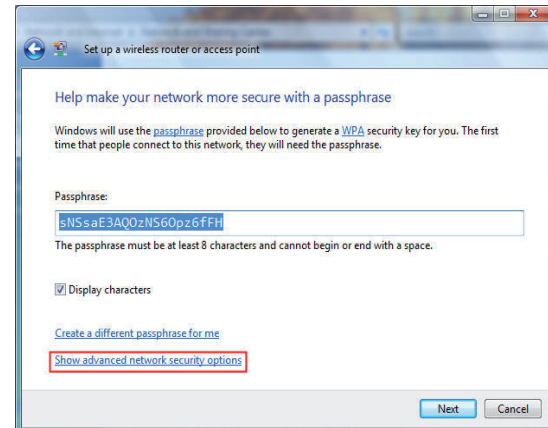 Set up a wireless router or access point
Help make your network more secure with a passphrase
Windows will use the passphrase provided below to generate a WPA security key for you. The first
time that people connect to this network, they will need the passphrase.
Passphrase:
sNSsaE3AQOzNS6Opz6fFH
The passphrase must be at least 8 characters and cannot begin or end with a space.
Display characters
Create a different passphrase for me
Show advanced network security options
Next Cancel